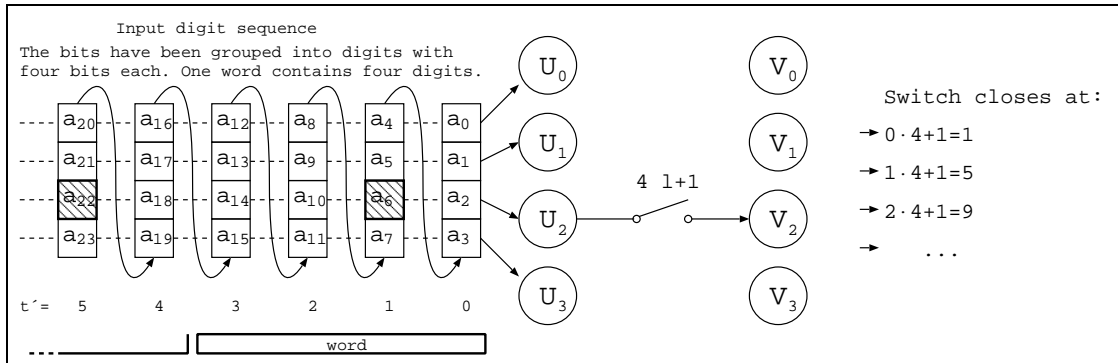 Input digit sequence
The bits have been grouped into digits with
four bits each. One word contains four digits.
a20 a16 a12 a8 a4 a0
a21 a17 a13 a9 a5 a1
a22 a18 a14 a10 a6 a2
a23 a19 a15 a11 a7 a3
t´= 5 4 3 2 1 0
word
U0
U1
U2
U3
4 l+1
V0
V1
V2
V3
Switch closes at:
0·4+1=1
1·4+1=5
2·4+1=9
...